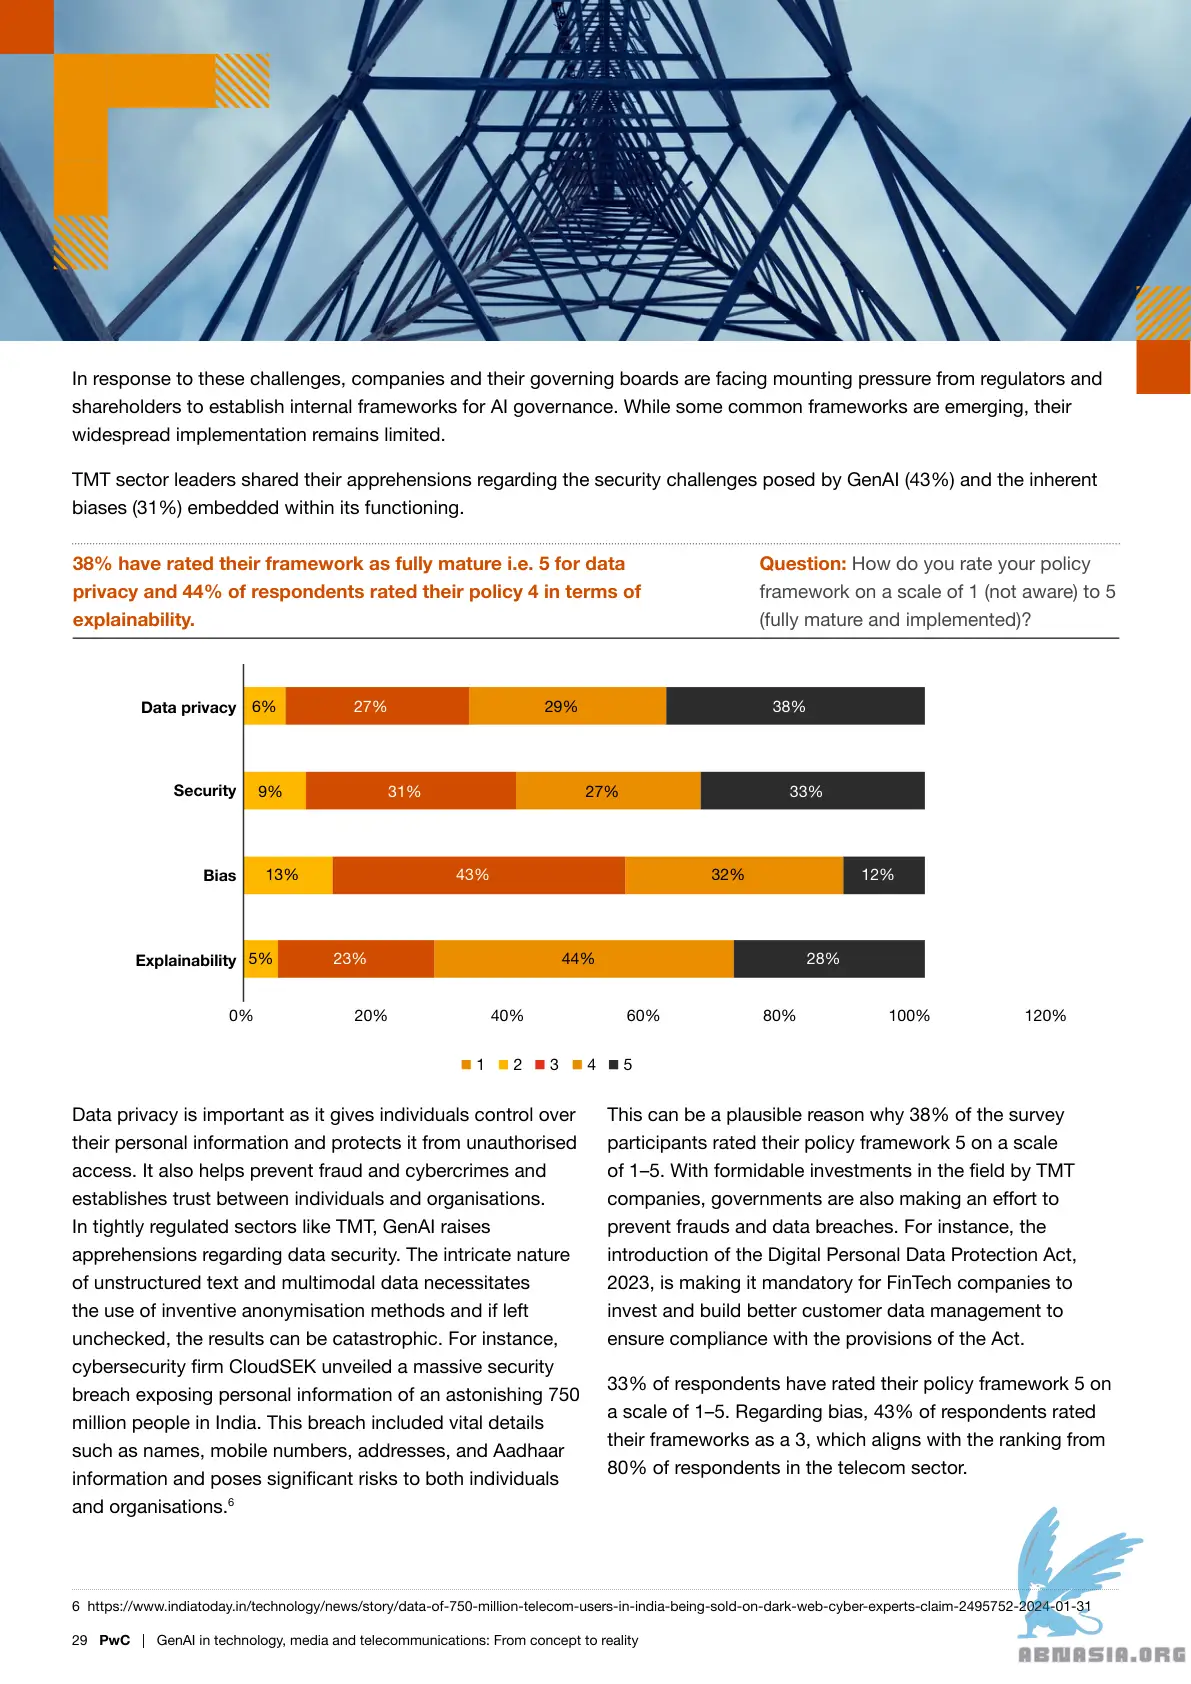 In response to these challenges, companies and their governing boards are facing mounting pressure from regulators and
shareholders to establish internal frameworks for AI governance. While some common frameworks are emerging, their
widespread implementation remains limited.
TMT sector leaders shared their apprehensions regarding the security challenges posed by GenAI (43%) and the inherent
biases (31%) embedded within its functioning.
38% have rated their framework as fully mature i.e. 5 for data
privacy and 44% of respondents rated their policy 4 in terms of
explainability.
Question: How do you rate your policy
framework on a scale of 1 (not aware) to 5
(fully mature and implemented)?
Data privacy 6% 27% 29% 38%
Security 9% 31% 27% 33%
Bias 13% 43% 32% 12%
Explainability 5% 23% 44% 28%
0% 20% 40% 60% 80% 100% 120%
1 2 3 4 5
Data privacy is important as it gives individuals control over
their personal information and protects it from unauthorised
access. It also helps prevent fraud and cybercrimes and
establishes trust between individuals and organisations.
In tightly regulated sectors like TMT, GenAI raises
apprehensions regarding data security. The intricate nature
of unstructured text and multimodal data necessitates
the use of inventive anonymisation methods and if left
unchecked, the results can be catastrophic. For instance,
cybersecurity firm CloudSEK unveiled a massive security
breach exposing personal information of an astonishing 750
million people in India. This breach included vital details
such as names, mobile numbers, addresses, and Aadhaar
information and poses significant risks to both individuals
and organisations.6
This can be a plausible reason why 38% of the survey
participants rated their policy framework 5 on a scale
of 1–5. With formidable investments in the field by TMT
companies, governments are also making an effort to
prevent frauds and data breaches. For instance, the
introduction of the Digital Personal Data Protection Act,
2023, is making it mandatory for FinTech companies to
invest and build better customer data management to
ensure compliance with the provisions of the Act.
33% of respondents have rated their policy framework 5 on
a scale of 1–5. Regarding bias, 43% of respondents rated
their frameworks as a 3, which aligns with the ranking from
80% of respondents in the telecom sector.
6 https://www.indiatoday.in/technology/news/story/data-of-750-million-telecom-users-in-india-being-sold-on-dark-web-cyber-experts-claim-2495752-2024-01-31
29 PwC | GenAI in technology, media and telecommunications: From concept to reality
ABNASIA.ORG